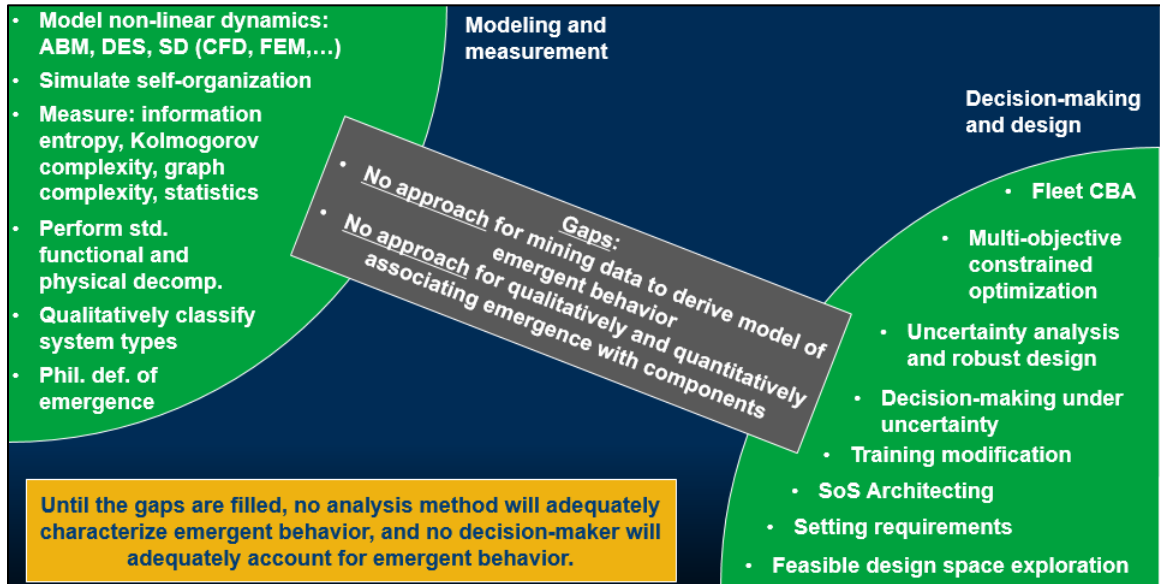 • Model non-linear dynamics:
ABM, DES, SD (CFD, FEM,…)
• Simulate self-organization
• Measure: information
entropy, Kolmogorov
complexity, graph
complexity, statistics
• Perform std.
functional and
physical decomp.
• Qualitatively classify
system types
• Phil. def. of
emergence
Modeling and
measurement
Gaps:
• No approach for mining data to derive model of
emergent behavior
• No approach for qualitatively and quantitatively
associating emergence with components
Decision-making
and design
• Fleet CBA
• Multi-objective
constrained
optimization
• Uncertainty analysis
and robust design
• Decision-making under
uncertainty
• Training modification
• SoS Architecting
• Setting requirements
• Feasible design space exploration
Until the gaps are filled, no analysis method will adequately
characterize emergent behavior, and no decision-maker will
adequately account for emergent behavior.